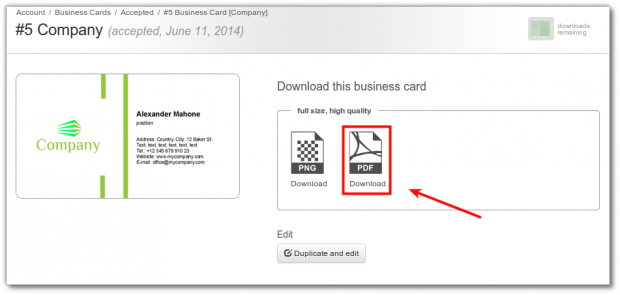 Account / Business Cards / Accepted / #5 Business Card [Company]
#5 Company (accepted, June 11, 2014)
downloads
remaining
Company
Alexander Mahone
position
Address: Country, City, 12 Baker St.
Text, text, text, text, text, text
Tel.: +12 346 678 910 23
Website: www.mycompany.com
E-mail: office@mycompany.com
Download this business card
full size, high quality
PNG
Download
PDF
Download
Edit
Duplicate and edit